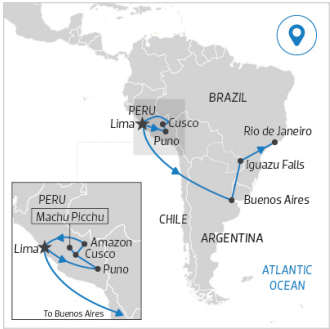 PERU
BRAZIL
Lima
Cusco
Puno
Rio de Janeiro
Iguazu Falls
Buenos Aires
CHILE
ARGENTINA
ATLANTIC
OCEAN
PERU
Machu Picchu
Lima
Amazon
Cusco
Puno
To Buenos Aires